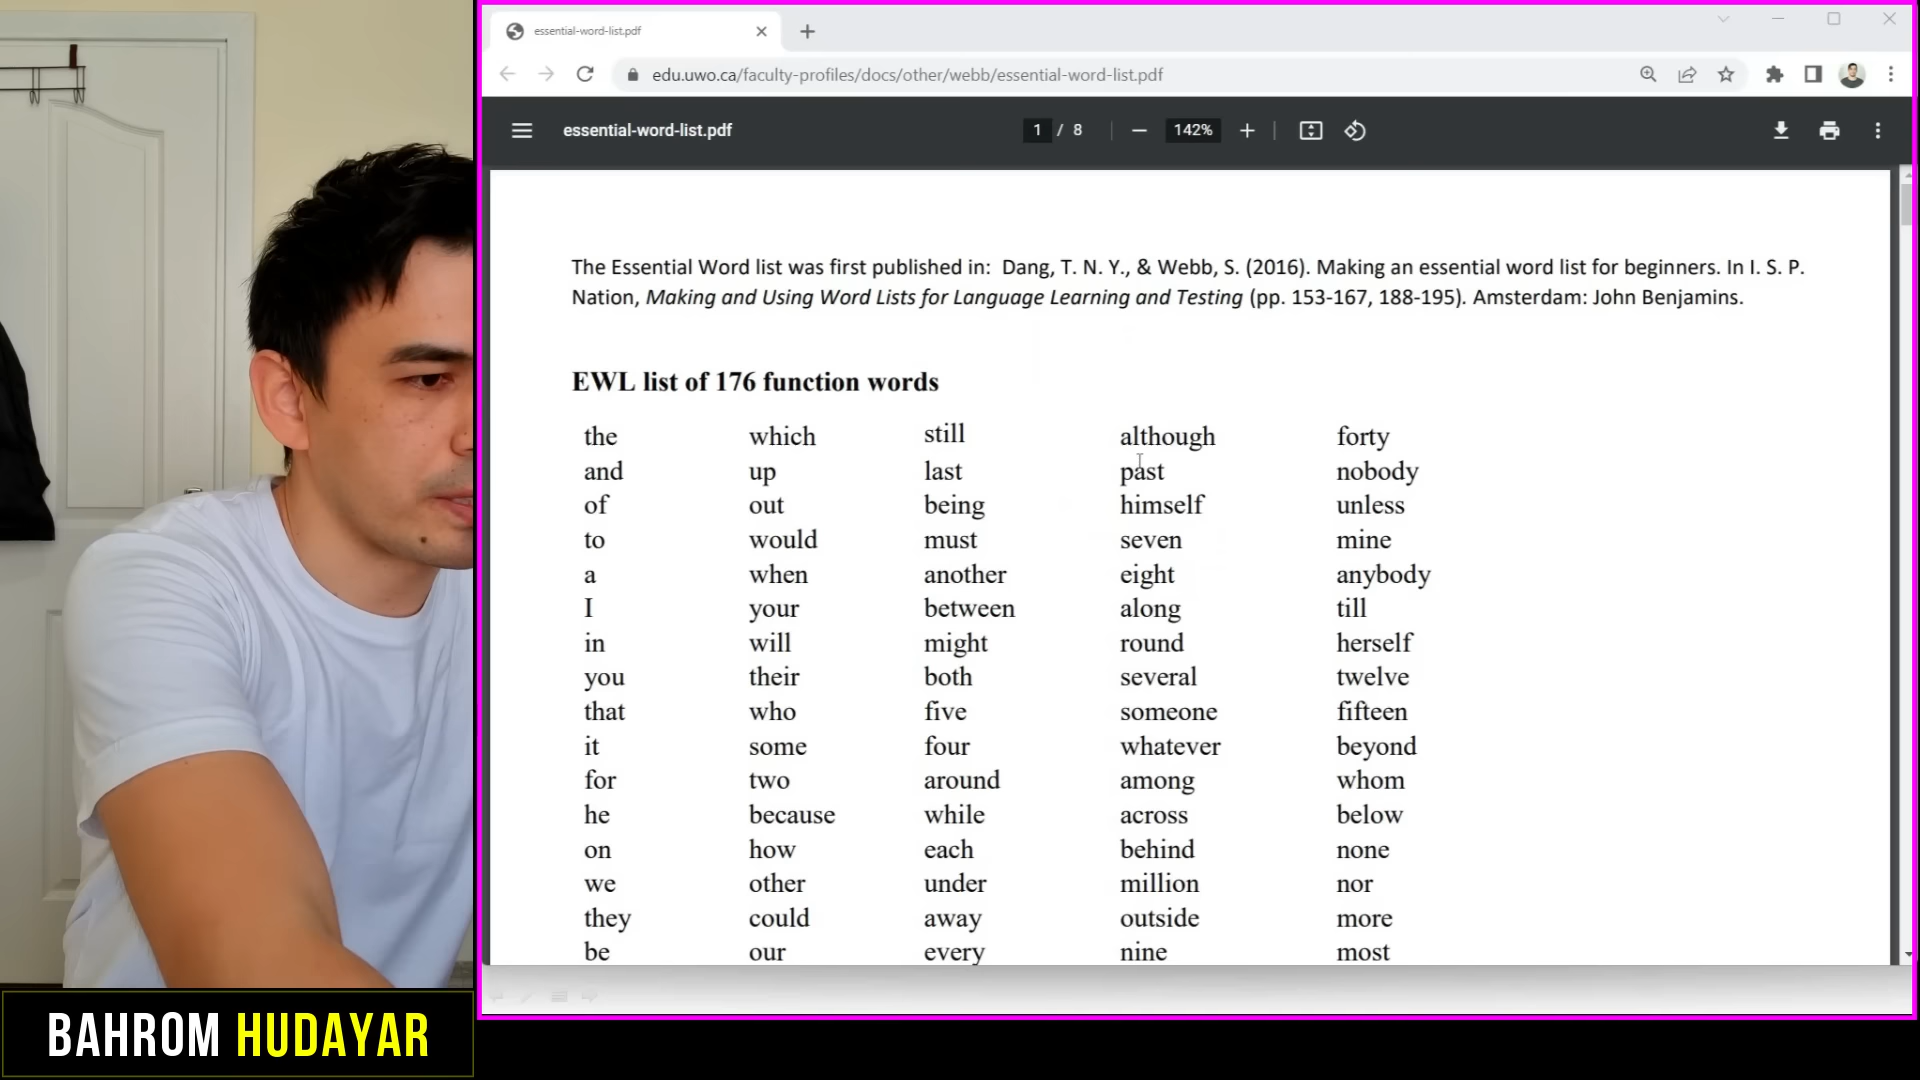 essential-word-list.pdf
edu.uwo.ca/faculty-profiles/docs/other/webb/essential-word-list.pdf
essential-word-list.pdf
1 / 8
142%
The Essential Word list was first published in: Dang, T. N. Y., & Webb, S. (2016). Making an essential word list for beginners. In I. S. P.
Nation, Making and Using Word Lists for Language Learning and Testing (pp. 153-167, 188-195). Amsterdam: John Benjamins.
EWL list of 176 function words
the which still although forty
and up last past nobody
of out being himself unless
to would must seven mine
a when another eight anybody
I your between along till
in will might round herself
you their both several twelve
that who five someone fifteen
it some four whatever beyond
for two around among whom
he because while across below
on how each behind none
we other under million nor
they could away outside more
be our every nine most
BAHROM HUDAYAR